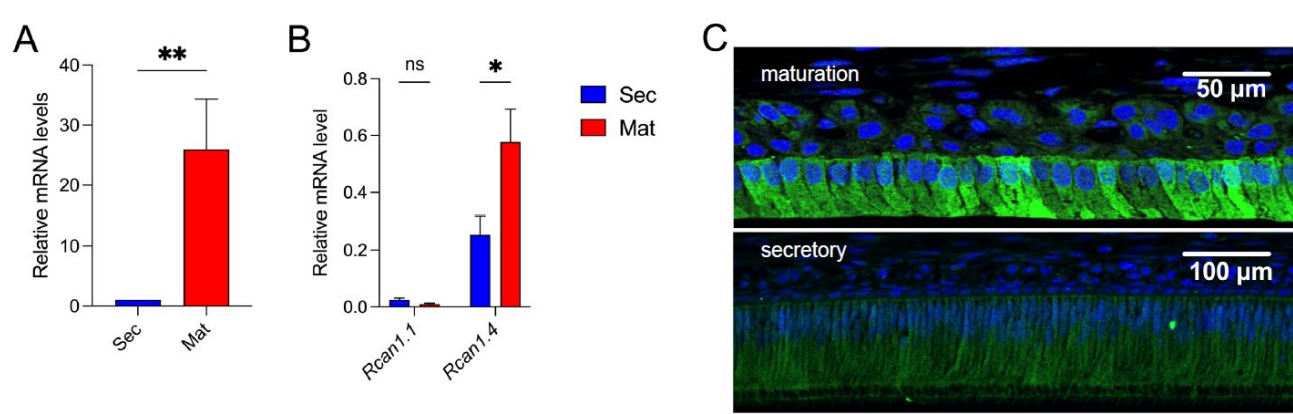 A
Relative mRNA levels
40
30
20
10
0
**
Sec
Mat
B
Relative mRNA level
0.8
0.6
0.4
0.2
0.0
ns
*
Rcan1.1
Rcan1.4
Sec
Mat
C
maturation
50 µm
secretory
100 µm